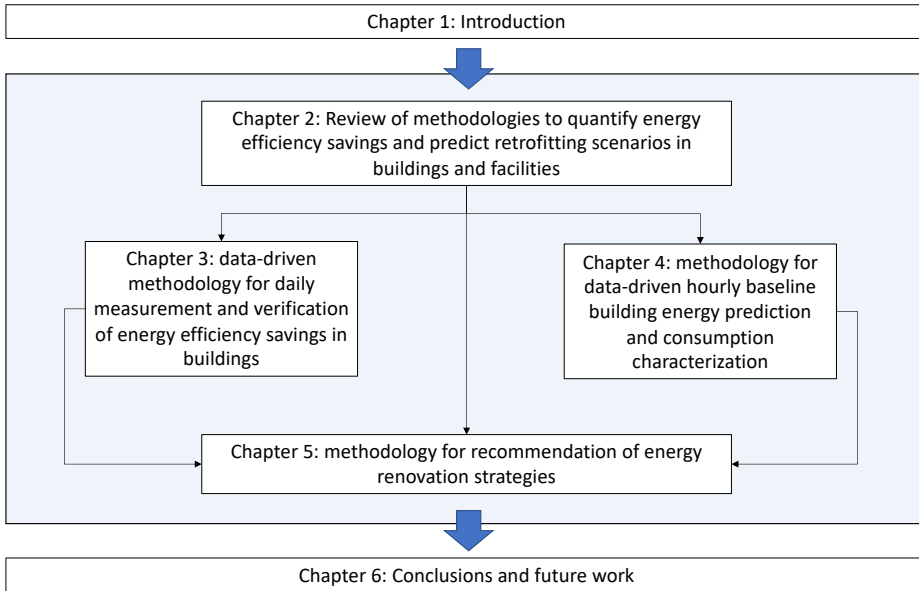 Chapter 1: Introduction
Chapter 2: Review of methodologies to quantify energy
efficiency savings and predict retrofitting scenarios in
buildings and facilities
Chapter 3: data-driven
methodology for daily
measurement and verification
of energy efficiency savings in
buildings
Chapter 4: methodology for
data-driven hourly baseline
building energy prediction
and consumption
characterization
Chapter 5: methodology for recommendation of energy
renovation strategies
Chapter 6: Conclusions and future work